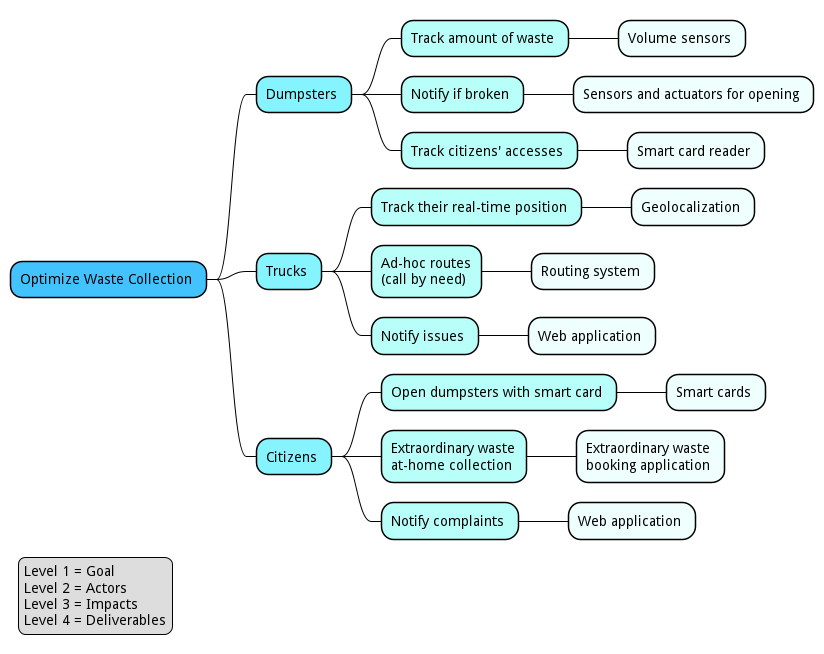 Track amount of waste
Volume sensors
Dumpsters
Notify if broken
Sensors and actuators for opening
Track citizens' accesses
Smart card reader
Track their real-time position
Geolocalization
Optimize Waste Collection
Trucks
Ad-hoc routes
(call by need)
Routing system
Notify issues
Web application
Open dumpsters with smart card
Smart cards
Citizens
Extraordinary waste
at-home collection
Extraordinary waste
booking application
Notify complaints
Web application
Level 1 = Goal
Level 2 = Actors
Level 3 = Impacts
Level 4 = Deliverables